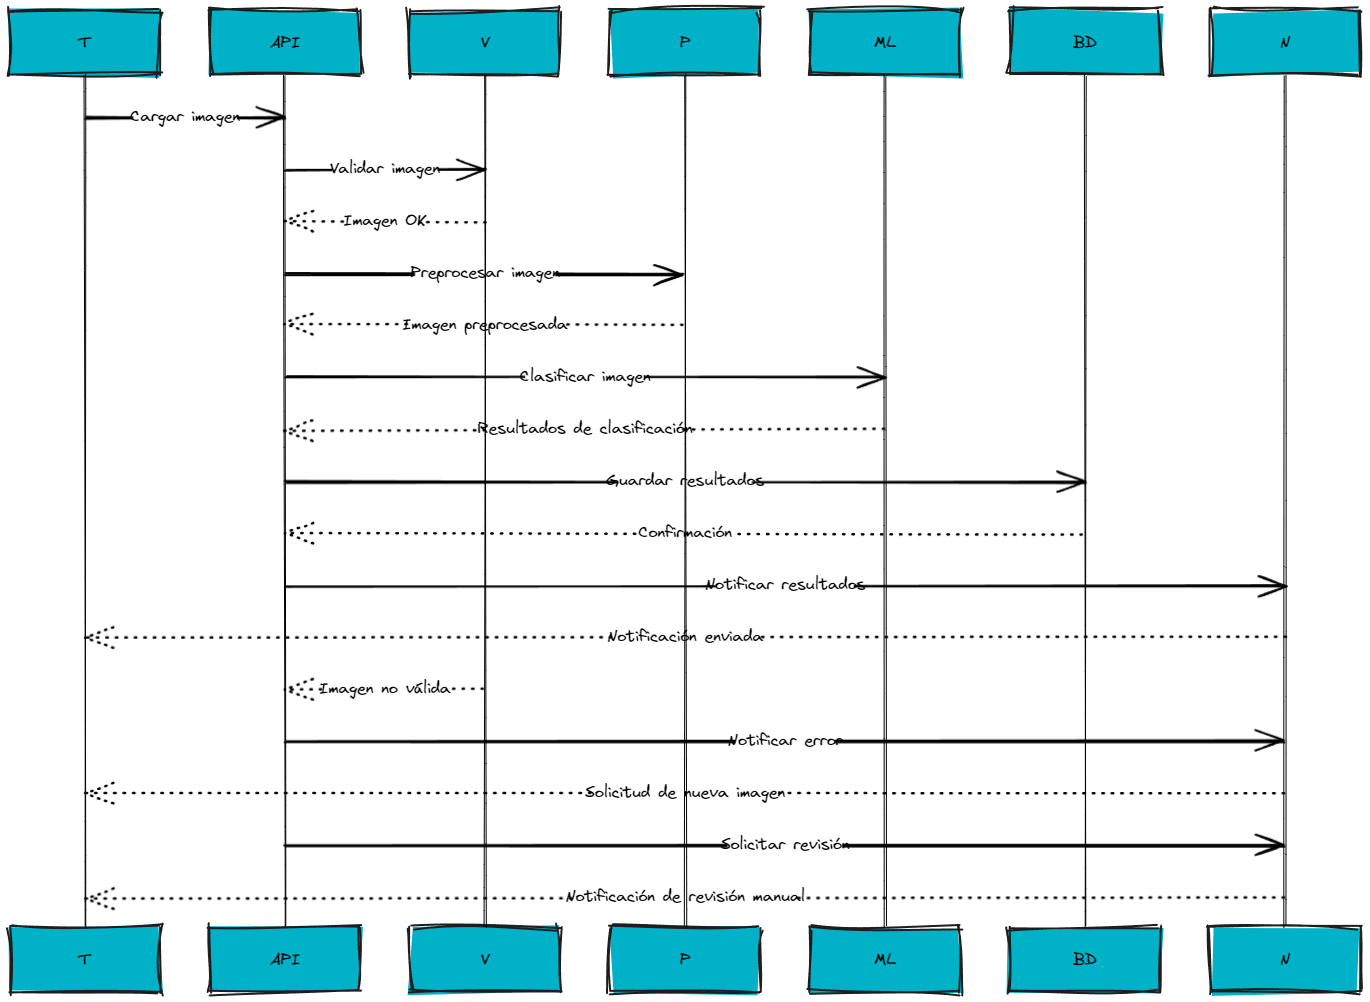 T
API
V
P
ML
BD
N
Cargar imagen
Validar imagen
Imagen OK
Preprocesar imagen
Imagen preprocesada
Clasificar imagen
Resultados de clasificación
Guardar resultados
Confirmación
Notificar resultados
Notificación enviada
Imagen no válida
Notificar error
Solicitud de nueva imagen
Solicitar revisión
Notificación de revisión manual
T
API
V
P
ML
BD
N